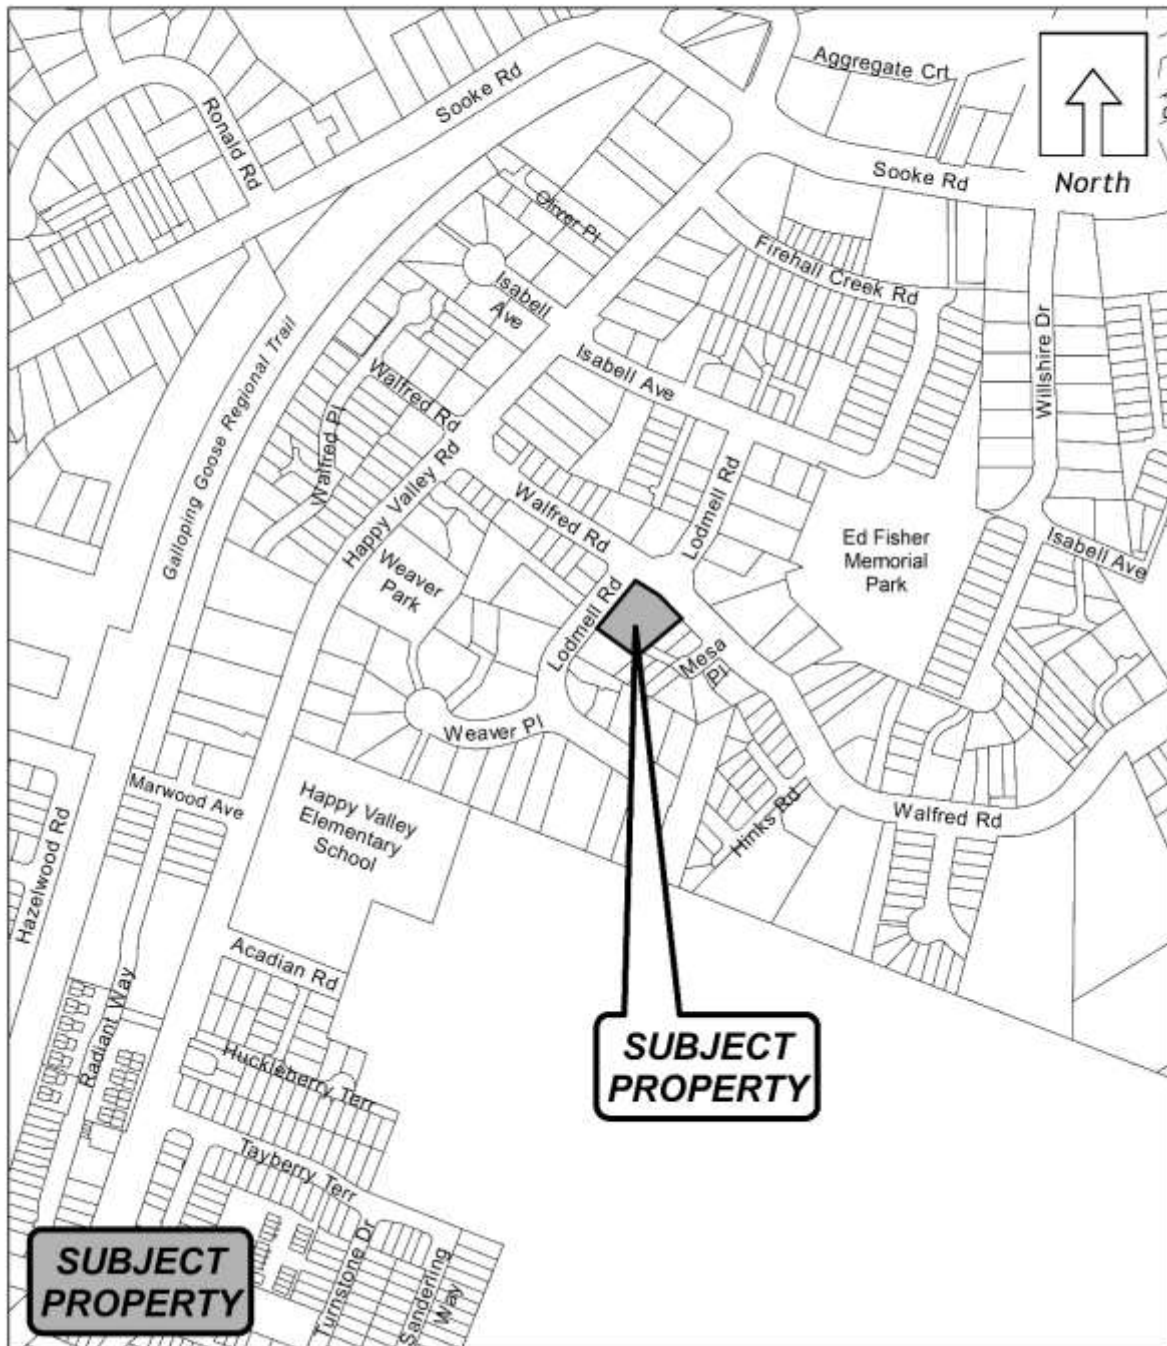 Aggregate Crt
Sooke Rd
Ronald Rd
North
Sooke Rd
Oliver Pl
Firehall Creek Rd
Isabell
Ave
Galloping Goose Regional Trail
Willshire Dr
Isabell Ave
Walfred Rd
Walfred Pl
Happy Valley Rd
Walfred Rd
Lodmell Rd
Ed Fisher
Memorial
Park
Isabell Ave
Weaver
Park
Lodmell Rd
Mesa
Pl
Weaver Pl
Marwood Ave
Happy Valley
Elementary
School
Hinks Rd
Walfred Rd
Hazelwood Rd
Acadian Rd
Radiant Way
SUBJECT
PROPERTY
Huckleberry Terr
Tayberry Terr
Turnstone Dr
Sanderling
Way
SUBJECT
PROPERTY